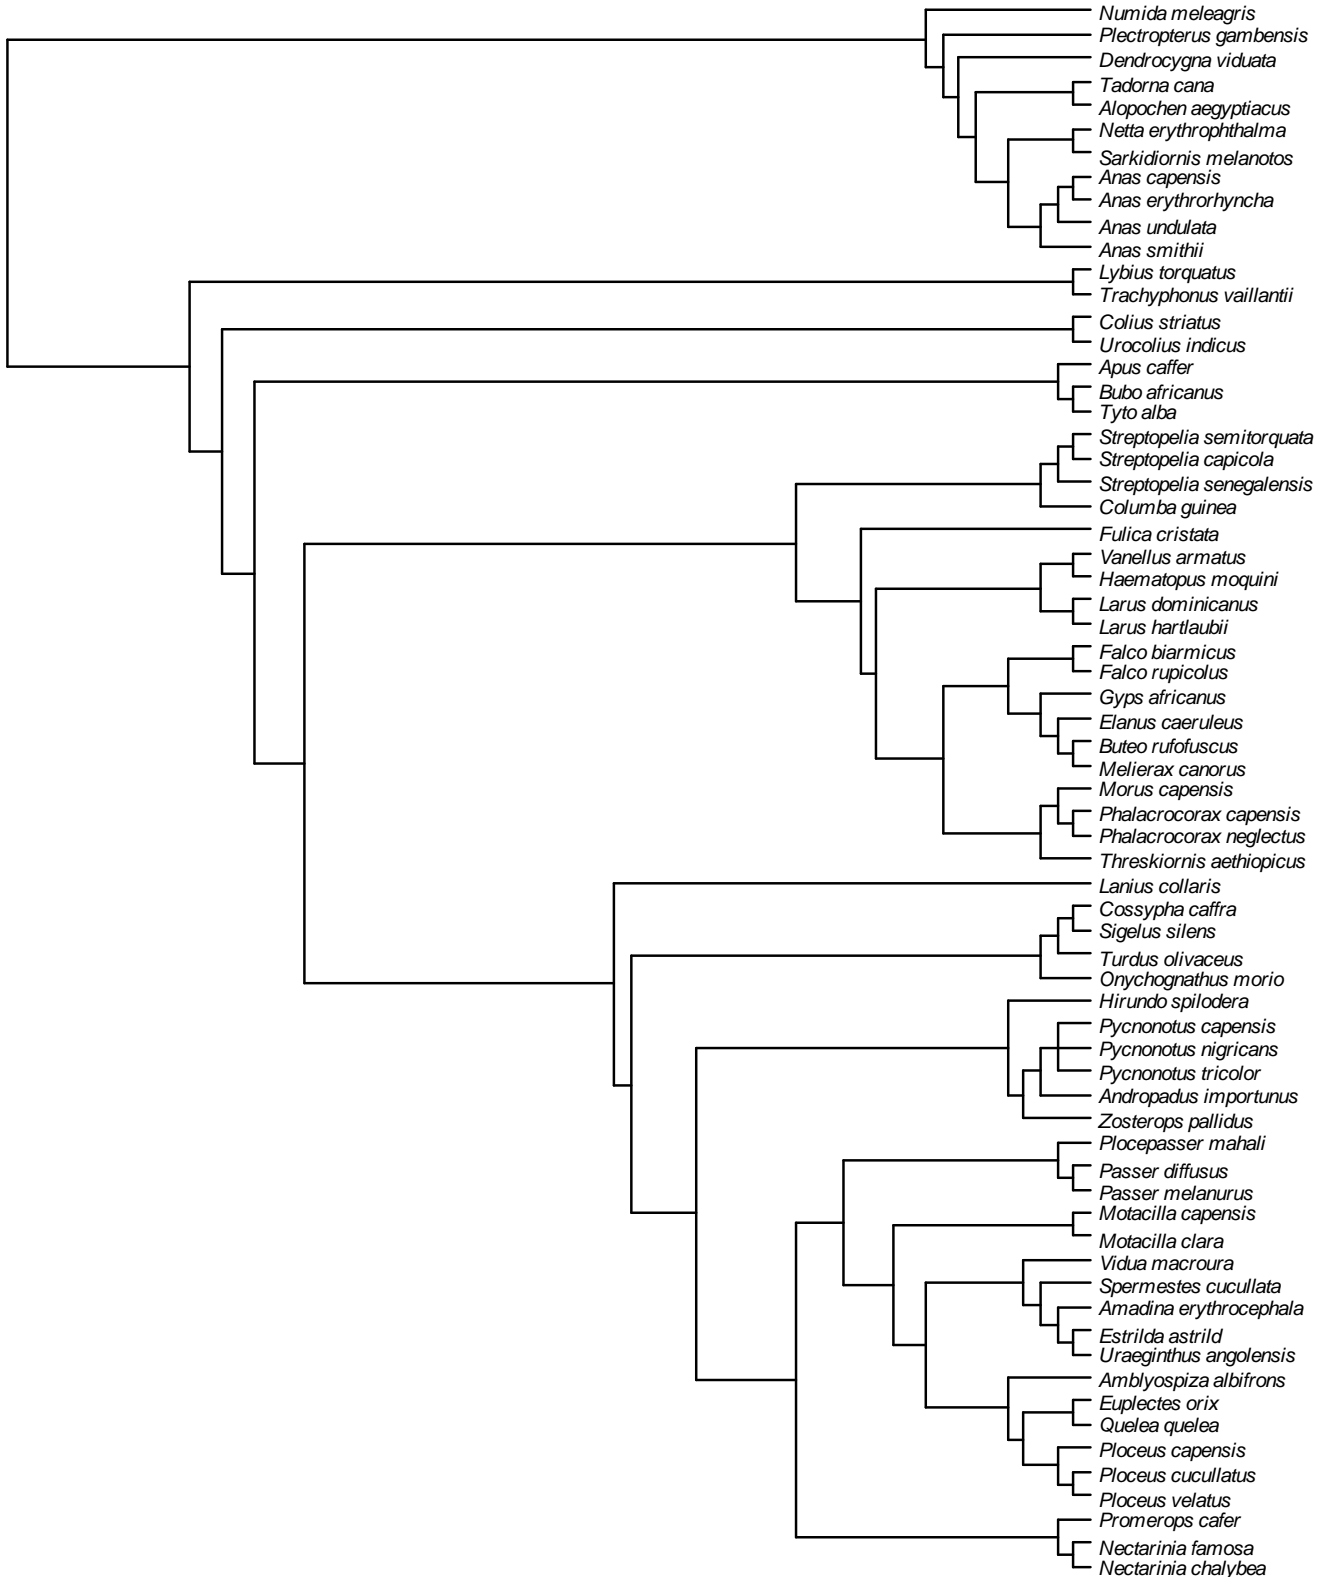 Numida meleagris
Plectropterus gambensis
Dendrocygna viduata
Tadorna cana
Alopochen aegyptiacus
Netta erythrophthalma
Sarkidiornis melanotos
Anas capensis
Anas erythrorhyncha
Anas undulata
Anas smithii
Lybius torquatus
Trachyphonus vaillantii
Colius striatus
Urocolius indicus
Apus caffer
Bubo africanus
Tyto alba
Streptopelia semitorquata
Streptopelia capicola
Streptopelia senegalensis
Columba guinea
Fulica cristata
Vanellus armatus
Haematopus moquini
Larus dominicanus
Larus hartlaubii
Falco biarmicus
Falco rupicolus
Gyps africanus
Elanus caeruleus
Buteo rufofuscus
Melierax canorus
Morus capensis
Phalacrocorax capensis
Phalacrocorax neglectus
Threskiornis aethiopicus
Lanius collaris
Cossypha caffra
Sigelus silens
Turdus olivaceus
Onychognathus morio
Hirundo spilodera
Pycnonotus capensis
Pycnonotus nigricans
Pycnonotus tricolor
Andropadus importunus
Zosterops pallidus
Plocepasser mahali
Passer diffusus
Passer melanurus
Motacilla capensis
Motacilla clara
Vidua macroura
Spermestes cucullata
Amadina erythrocephala
Estrilda astrild
Uraeginthus angolensis
Amblyospiza albifrons
Euplectes orix
Quelea quelea
Ploceus capensis
Ploceus cucullatus
Ploceus velatus
Promerops cafer
Nectarinia famosa
Nectarinia chalybea